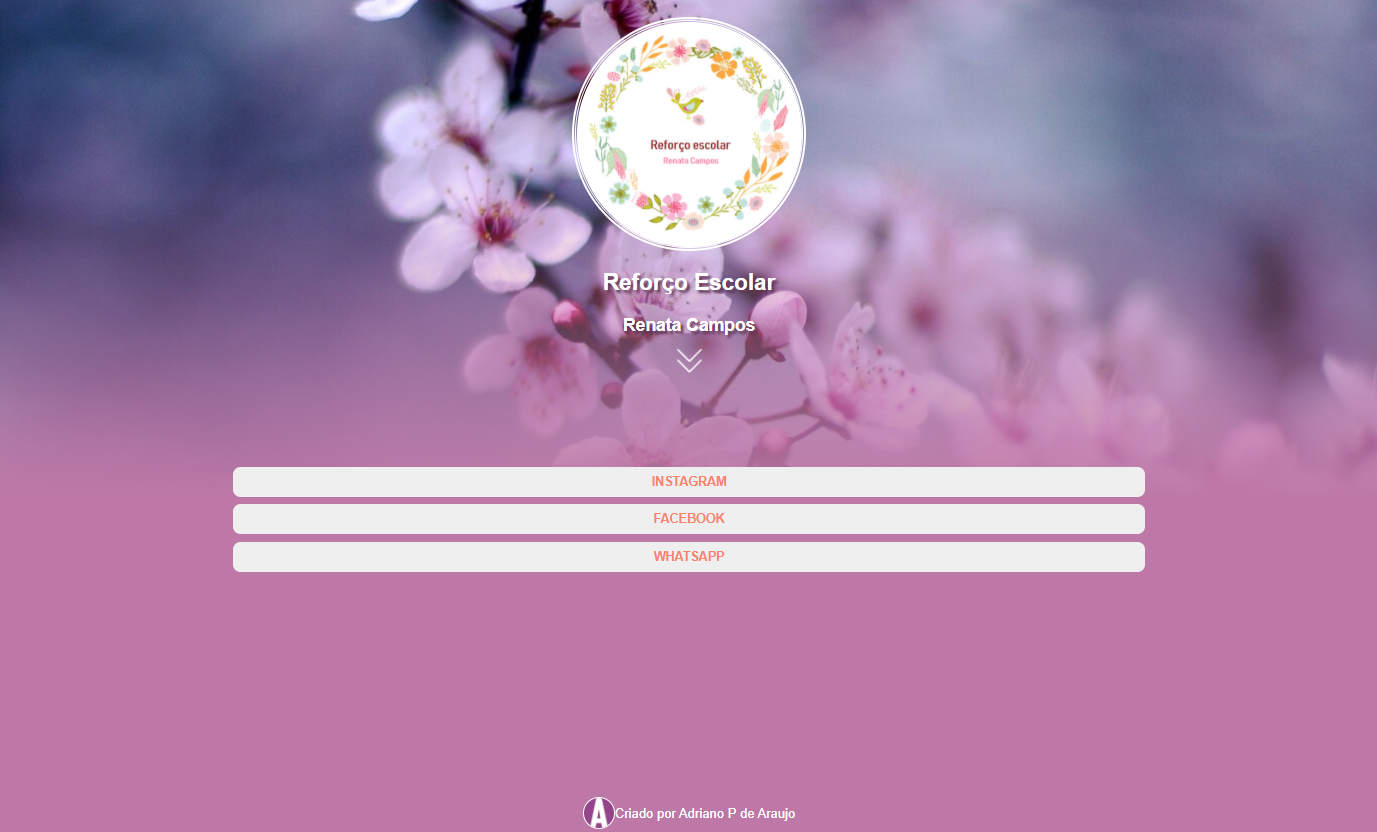 Reforço escolar
Renata Campos
Reforço Escolar
Renata Campos
INSTAGRAM
FACEBOOK
WHATSAPP
A
Criado por Adriano P de Araujo